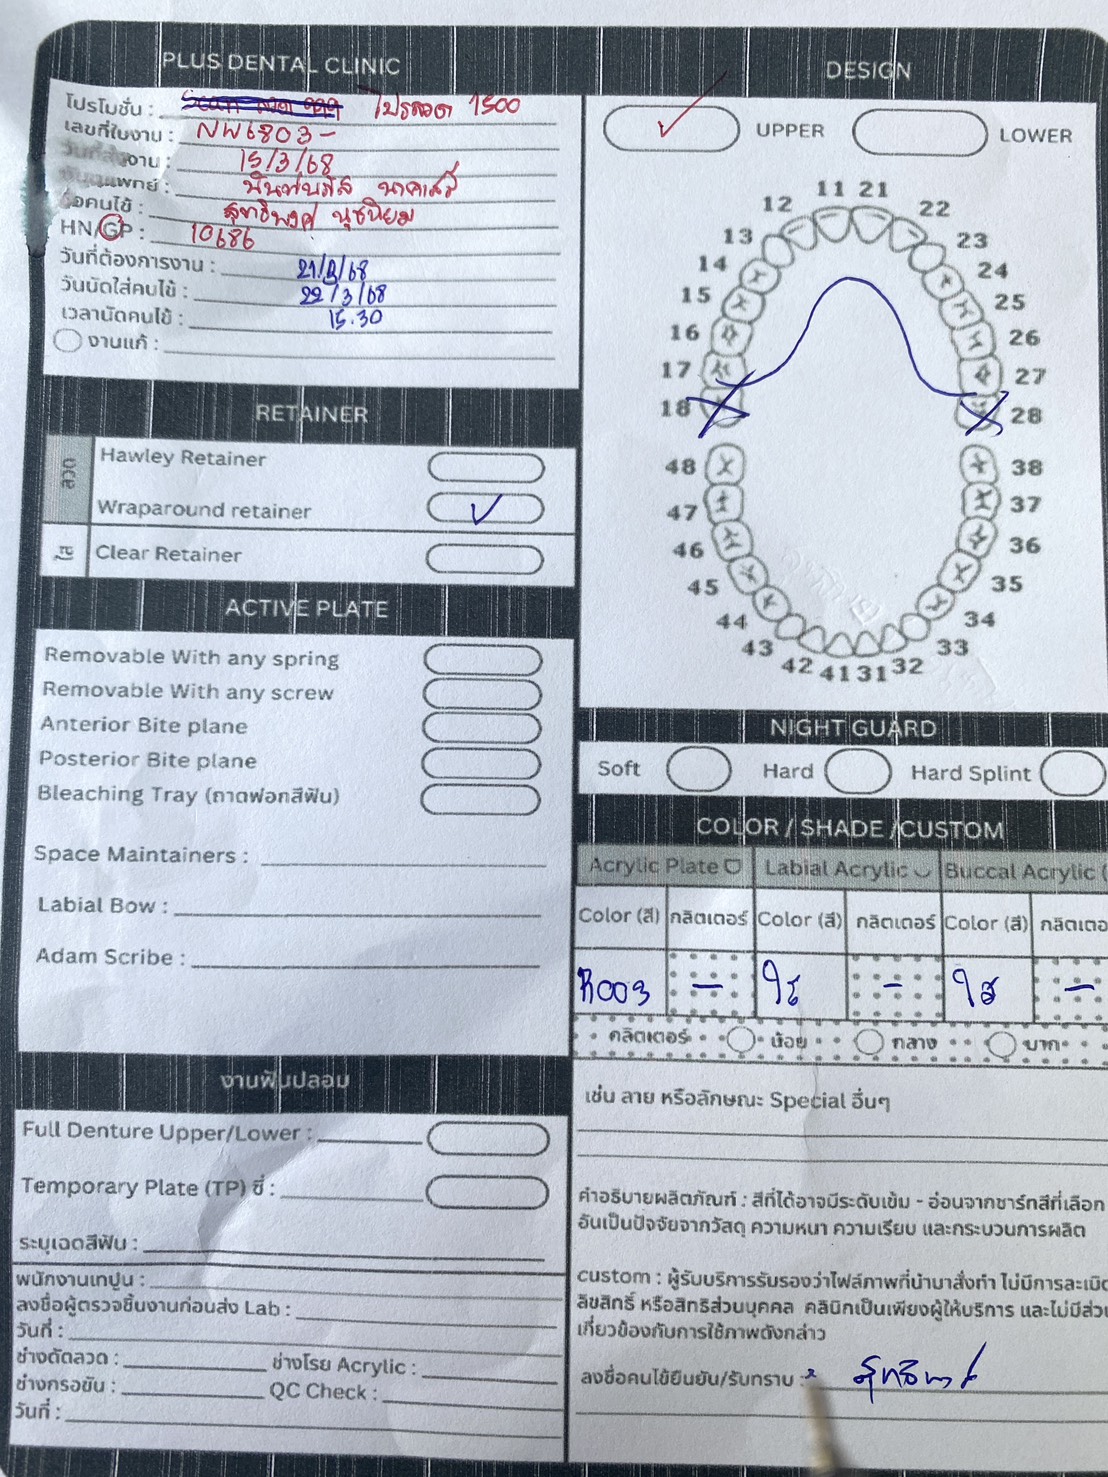 PLUS DENTAL CLINIC
โปรโมชั่น : โปรลวด 1500
เลขที่ใบงาน : NW6803-
วันที่ส่งงาน : 15/3/68
แพทย์ :
ชื่อคนไข้ : สุทธิพงศ์ นุชนิยม
HN/GP : 10686
วันที่ต้องการงาน : 21/3/68
วันนัดใส่คนไข้ : 22/3/68
เวลานัดคนไข้ : 15.30
งานแก้ :
RETAINER
ลวด
Hawley Retainer
Wraparound retainer ✓
ใส
Clear Retainer
ACTIVE PLATE
Removable With any spring
Removable With any screw
Anterior Bite plane
Posterior Bite plane
Bleaching Tray (ถาดฟอกสีฟัน)
Space Maintainers :
Labial Bow :
Adam Scribe :
งานฟันปลอม
Full Denture Upper/Lower :
Temporary Plate (TP) ซี่ :
ระบุเฉดสีฟัน :
พนักงานเทปูน :
ลงชื่อผู้ตรวจชิ้นงานก่อนส่ง Lab :
วันที่ :
ช่างดัดลวด : ช่างโรย Acrylic :
ช่างกรอขัน : QC Check :
วันที่ :
DESIGN
✓ UPPER LOWER
11 21
12 22
13 23
14 24
15 25
16 26
17 27
18 28
48 38
47 37
46 36
45 35
44 34
43 33
42 41 31 32
NIGHT GUARD
Soft Hard Hard Splint
COLOR / SHADE /CUSTOM
Acrylic Plate Labial Acrylic Buccal Acrylic (
Color (สี) กลิตเตอร์ Color (สี) กลิตเตอร์ Color (สี) กลิตเตอ
R003 - ใส - ใส -
กลิตเตอร์ น้อย กลาง มาก
เช่น ลาย หรือลักษณะ Special อื่นๆ
คำอธิบายผลิตภัณฑ์ : สีที่ได้อาจมีระดับเข้ม - อ่อนจากชาร์ทสีที่เลือก
อันเป็นปัจจัยจากวัสดุ ความหนา ความเรียบ และกระบวนการผลิต
custom : ผู้รับบริการรับรองว่าไฟล์ภาพที่นำมาสั่งทำ ไม่มีการละเมิด
ลิขสิทธิ์ หรือสิทธิส่วนบุคคล คลินิกเป็นเพียงผู้ให้บริการ และไม่มีส่วน
เกี่ยวข้องกับการใช้ภาพดังกล่าว
ลงชื่อคนไข้ยืนยัน/รับทราบ :